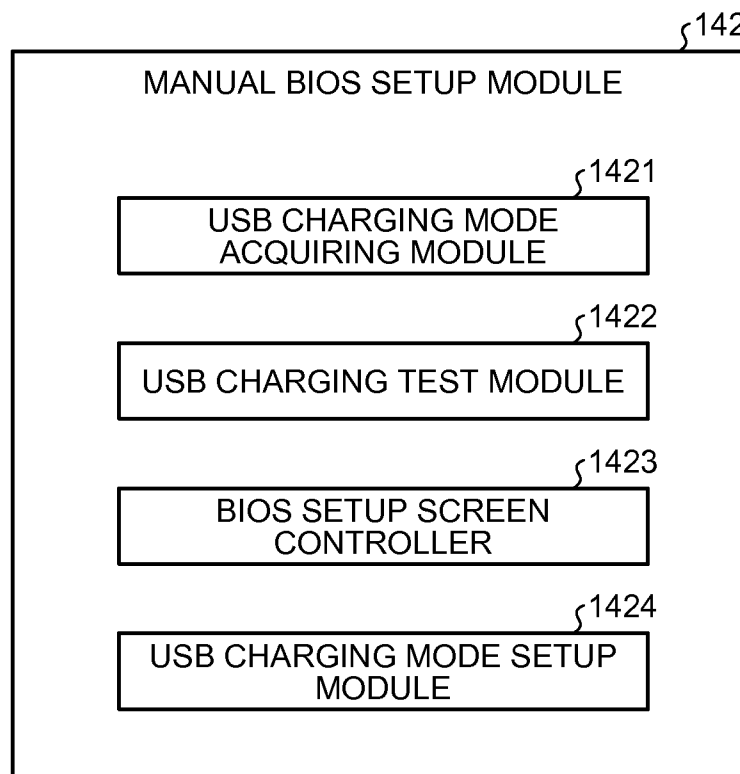 142
MANUAL BIOS SETUP MODULE
1421
USB CHARGING MODE
ACQUIRING MODULE
1422
USB CHARGING TEST MODULE
1423
BIOS SETUP SCREEN
CONTROLLER
1424
USB CHARGING MODE SETUP
MODULE